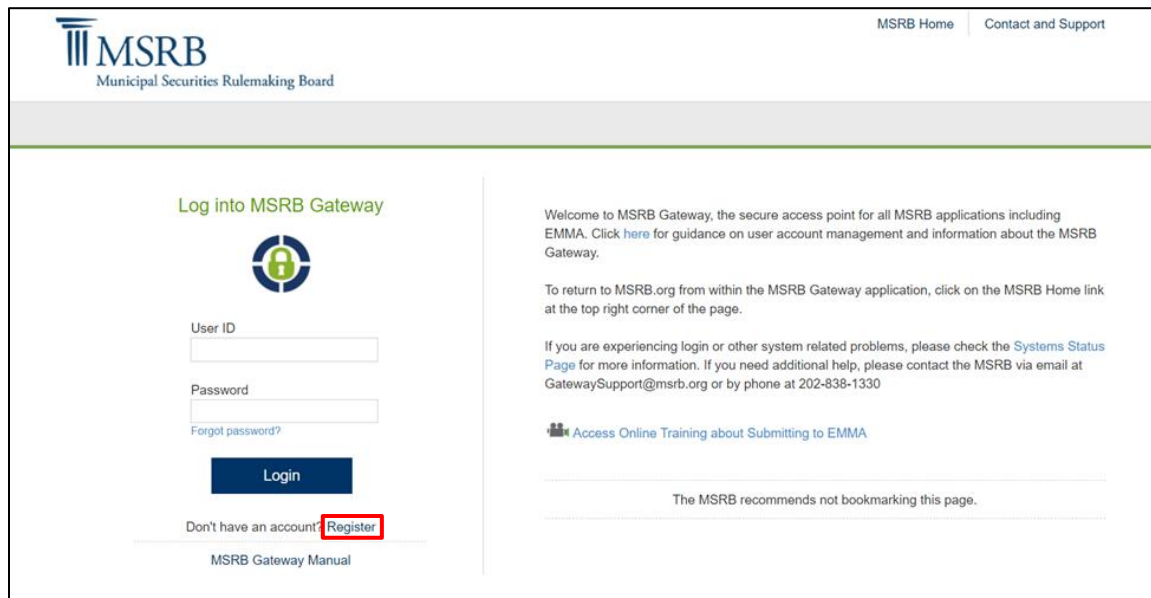 MSRB Home
Contact and Support
MSRB
Municipal Securities Rulemaking Board
Log into MSRB Gateway
User ID
Password
Forgot password?
Login
Don't have an account? Register
MSRB Gateway Manual
Welcome to MSRB Gateway, the secure access point for all MSRB applications including
EMMA. Click here for guidance on user account management and information about the MSRB
Gateway.
To return to MSRB.org from within the MSRB Gateway application, click on the MSRB Home link
at the top right corner of the page.
If you are experiencing login or other system related problems, please check the Systems Status
Page for more information. If you need additional help, please contact the MSRB via email at
GatewaySupport@msrb.org or by phone at 202-838-1330
Access Online Training about Submitting to EMMA
The MSRB recommends not bookmarking this page.